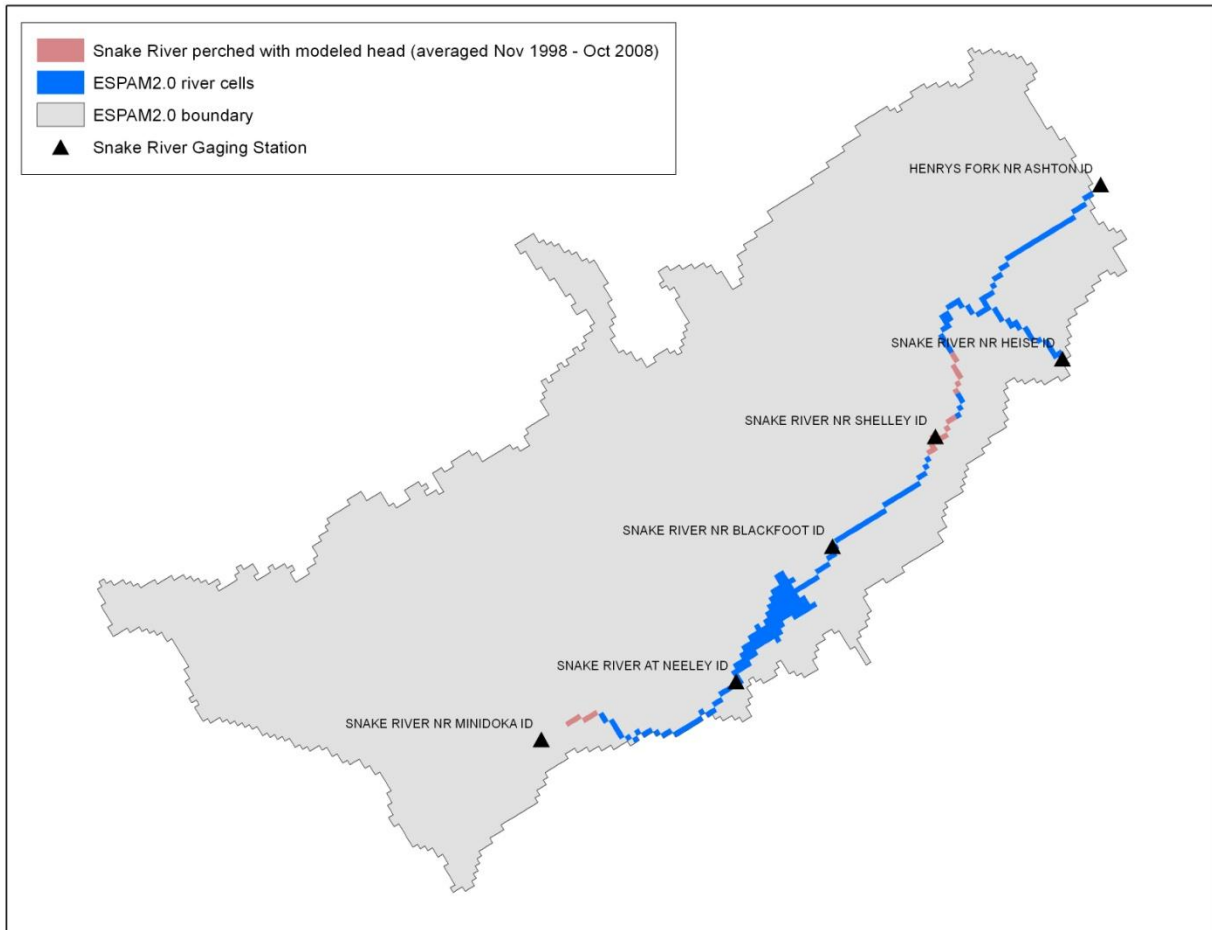 Snake River perched with modeled head (averaged Nov 1998 - Oct 2008)
ESPAM2.0 river cells
ESPAM2.0 boundary
Snake River Gaging Station
HENRYS FORK NR ASHTON ID
SNAKE RIVER NR HEISE ID
SNAKE RIVER NR SHELLEY ID
SNAKE RIVER NR BLACKFOOT ID
SNAKE RIVER AT NEELEY ID
SNAKE RIVER NR MINIDOKA ID